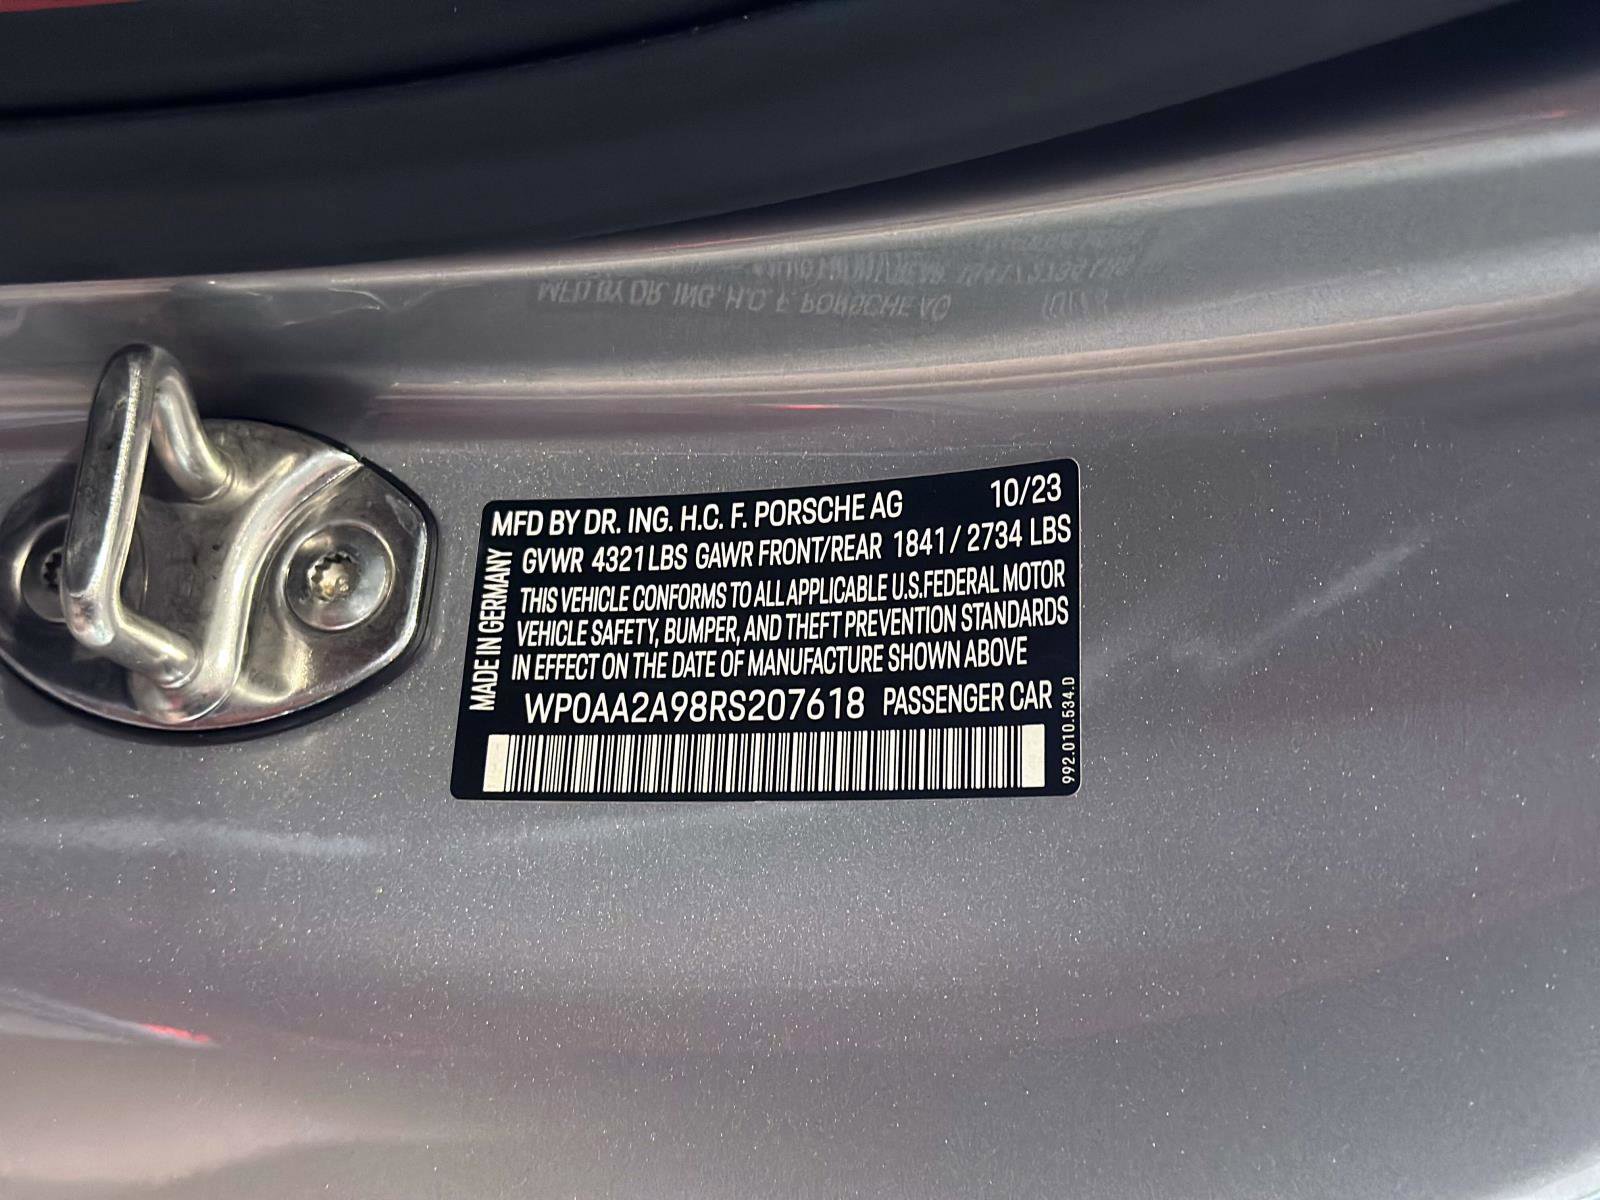 MFD BY DR. ING. H.C. F. PORSCHE AG 10/23
GVWR 4321 LBS GAWR FRONT/REAR 1841 / 2734 LBS
THIS VEHICLE CONFORMS TO ALL APPLICABLE U.S.FEDERAL MOTOR
VEHICLE SAFETY, BUMPER, AND THEFT PREVENTION STANDARDS
IN EFFECT ON THE DATE OF MANUFACTURE SHOWN ABOVE
WP0AA2A98RS207618 PASSENGER CAR
MADE IN GERMANY
992.010.534.D